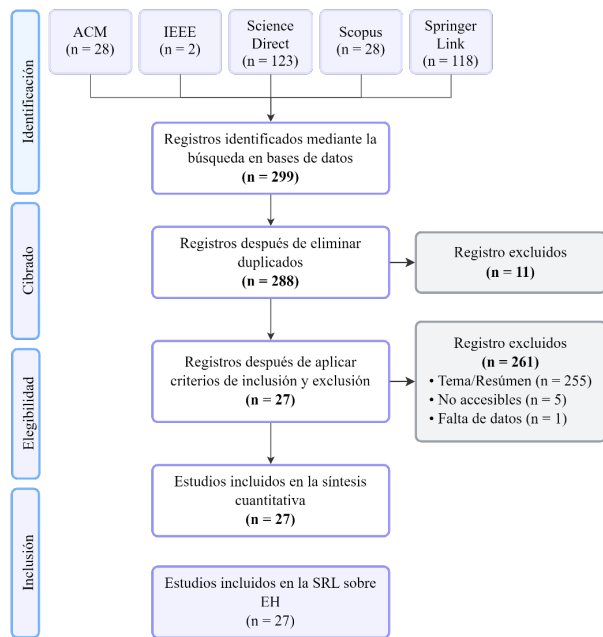 Identificación
ACM
(n = 28)
IEEE
(n = 2)
Science
Direct
(n = 123)
Scopus
(n = 28)
Springer
Link
(n = 118)
Registros identificados mediante la
búsqueda en bases de datos
(n = 299)
Cibrado
Registros después de eliminar
duplicados
(n = 288)
Registro excluidos
(n = 11)
Elegibilidad
Registros después de aplicar
criterios de inclusión y exclusión
(n = 27)
Registro excluidos
(n = 261)
• Tema/Resúmen (n = 255)
• No accesibles (n = 5)
• Falta de datos (n = 1)
Inclusión
Estudios incluidos en la síntesis
cuantitativa
(n = 27)
Estudios incluidos en la SRL sobre
EH
(n = 27)